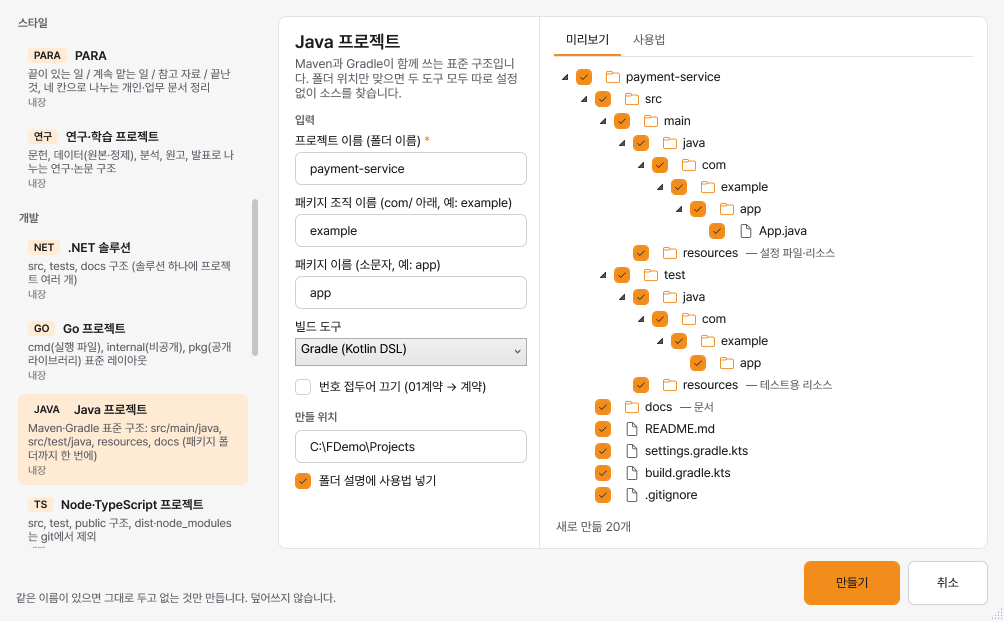 스타일
PARA PARA
끝이 있는 일 / 계속 맡는 일 / 참고 자료 / 끝난
것, 네 칸으로 나누는 개인·업무 문서 정리
내장
연구 연구·학습 프로젝트
문헌, 데이터(원본·정제), 분석, 원고, 발표로 나
누는 연구·논문 구조
내장
개발
NET .NET 솔루션
src, tests, docs 구조 (솔루션 하나에 프로젝
트 여러 개)
내장
GO Go 프로젝트
cmd(실행 파일), internal(비공개), pkg(공개
라이브러리) 표준 레이아웃
내장
JAVA Java 프로젝트
Maven·Gradle 표준 구조: src/main/java,
src/test/java, resources, docs (패키지 폴
더까지 한 번에)
내장
TS Node·TypeScript 프로젝트
src, test, public 구조, dist·node_modules
는 git에서 제외
Java 프로젝트
Maven과 Gradle이 함께 쓰는 표준 구조입니
다. 폴더 위치만 맞으면 두 도구 모두 따로 설정
없이 소스를 찾습니다.
입력
프로젝트 이름 (폴더 이름) *
payment-service
패키지 조직 이름 (com/ 아래, 예: example)
example
패키지 이름 (소문자, 예: app)
app
빌드 도구
Gradle (Kotlin DSL)
번호 접두어 끄기 (01계약 → 계약)
만들 위치
C:\FDemo\Projects
폴더 설명에 사용법 넣기
미리보기 사용법
payment-service
src
main
java
com
example
app
App.java
resources — 설정 파일·리소스
test
java
com
example
app
resources — 테스트용 리소스
docs — 문서
README.md
settings.gradle.kts
build.gradle.kts
.gitignore
새로 만듦 20개
같은 이름이 있으면 그대로 두고 없는 것만 만듭니다. 덮어쓰지 않습니다.
만들기 취소